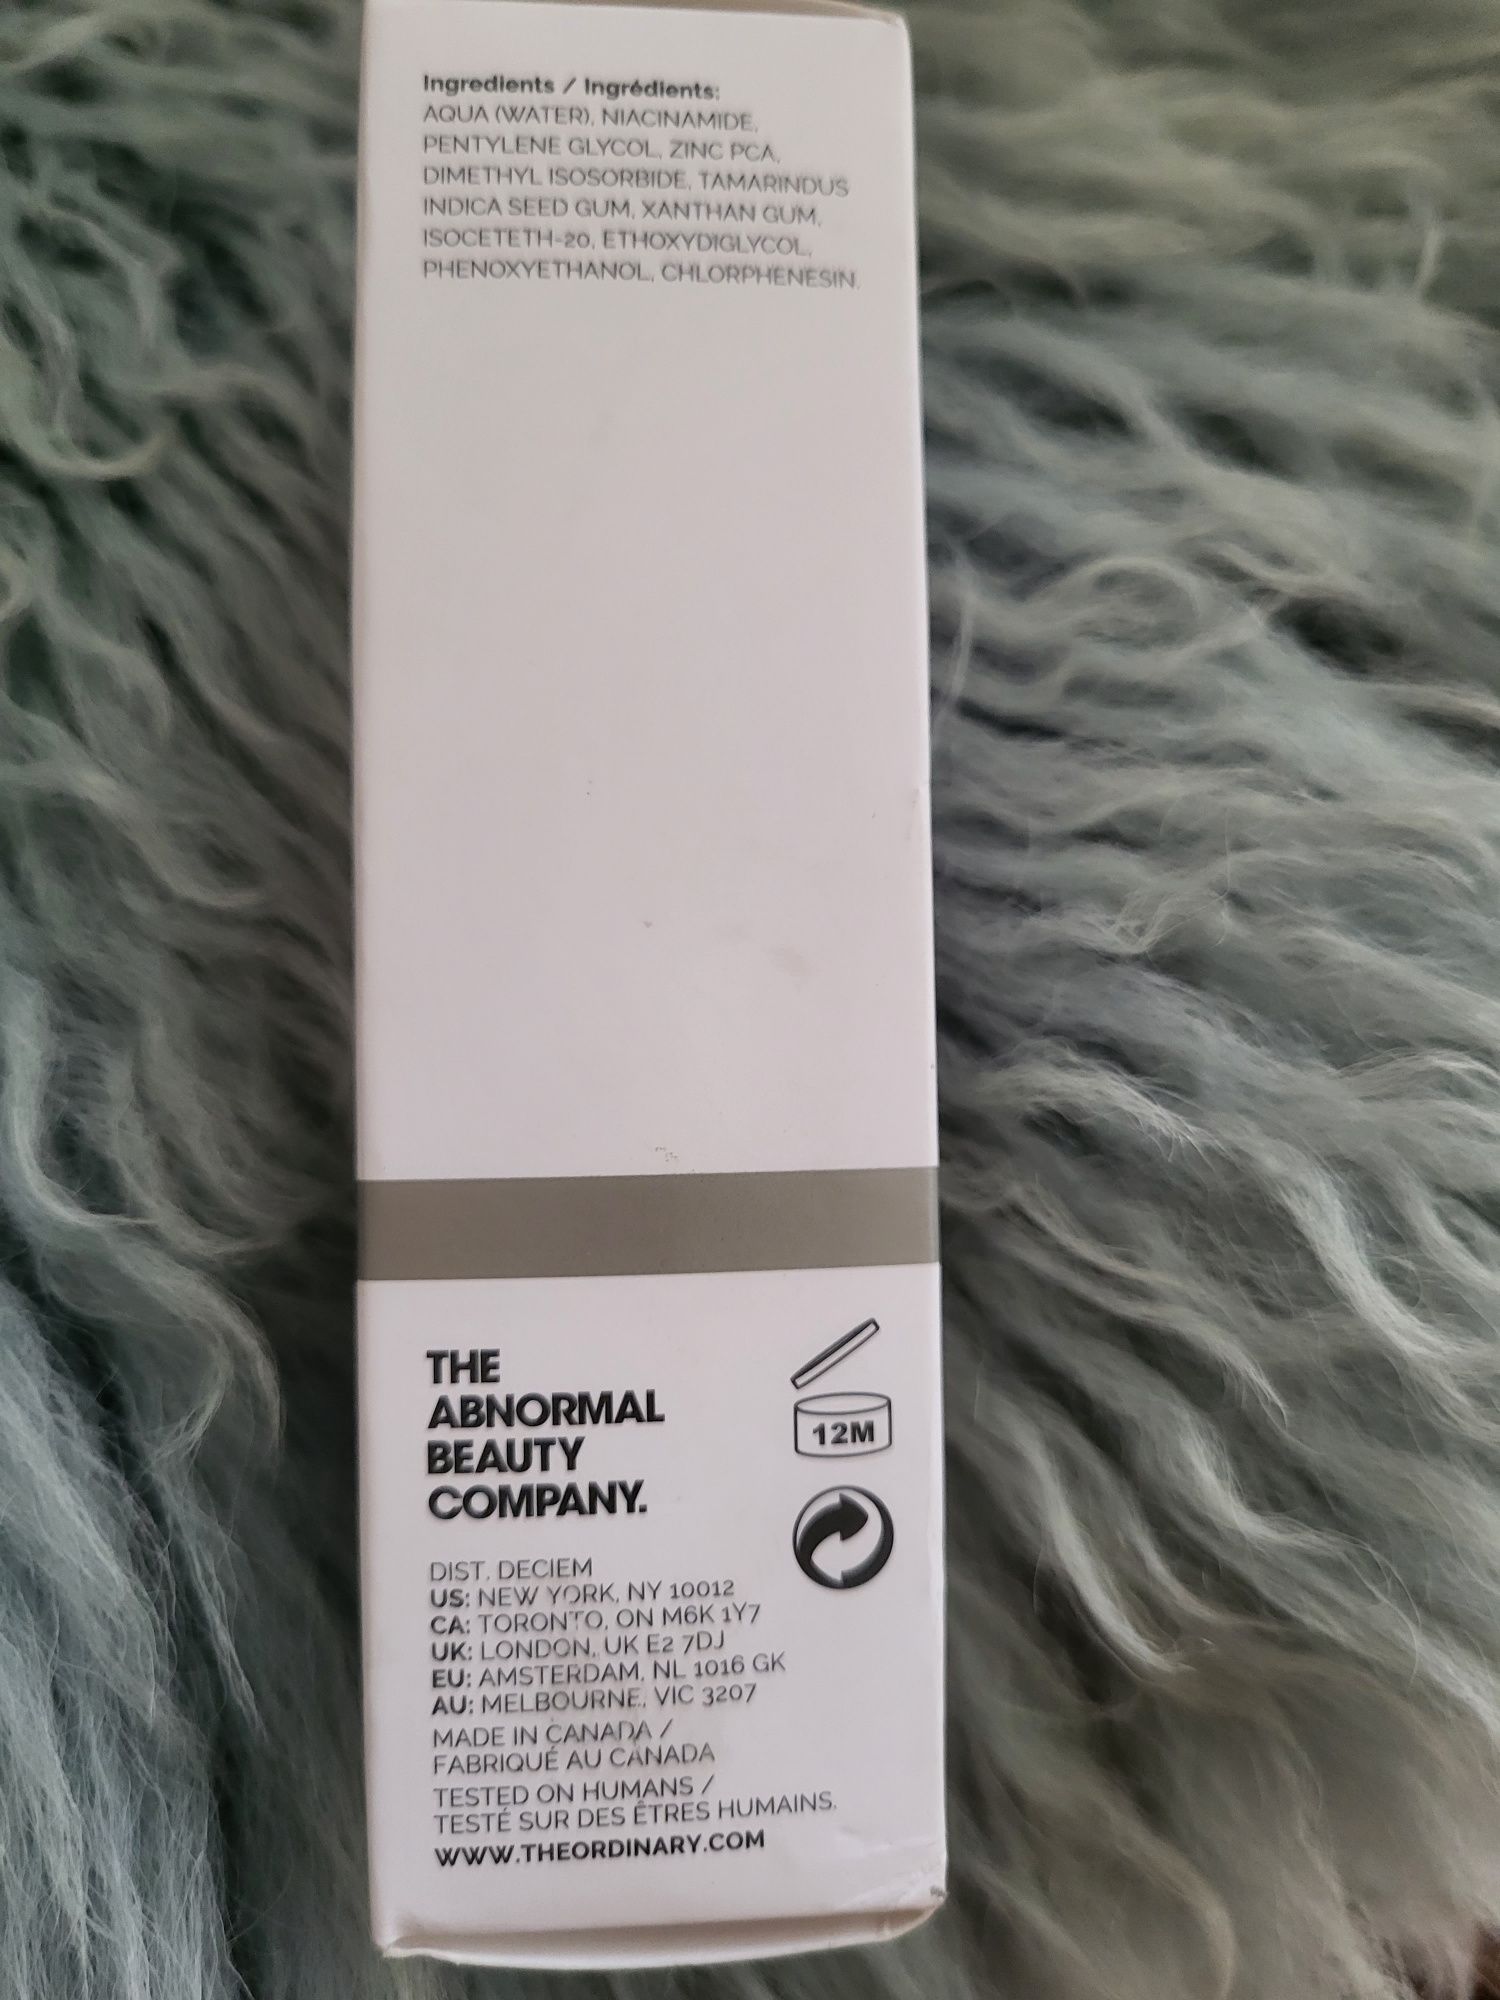 Ingredients / Ingrédients:
AQUA (WATER), NIACINAMIDE,
PENTYLENE GLYCOL, ZINC PCA,
DIMETHYL ISOSORBIDE, TAMARINDUS
INDICA SEED GUM, XANTHAN GUM,
ISOCETETH-20, ETHOXYDIGLYCOL,
PHENOXYETHANOL, CHLORPHENESIN.
THE
ABNORMAL
BEAUTY
COMPANY.
12M
DIST. DECIEM
US: NEW YORK, NY 10012
CA: TORONTO, ON M6K 1Y7
UK: LONDON, UK E2 7DJ
EU: AMSTERDAM, NL 1016 GK
AU: MELBOURNE, VIC 3207
MADE IN CANADA /
FABRIQUÉ AU CANADA
TESTED ON HUMANS /
TESTÉ SUR DES ÊTRES HUMAINS.
WWW.THEORDINARY.COM